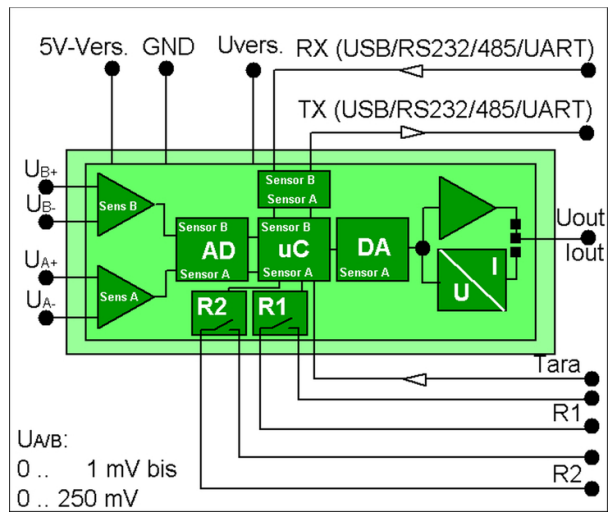 5V-Vers. GND Uvers. RX (USB/RS232/485/UART)
TX (USB/RS232/485/UART)
UB+
UB-
UA+
UA-
Sens B
Sens A
Sensor B
AD
Sensor A
Sensor B
Sensor A
Sensor B
uC
Sensor A
DA
Sensor A
R2
R1
I
U
Uout
Iout
Tara
R1
R2
UA/B:
0 .. 1 mV bis
0 .. 250 mV